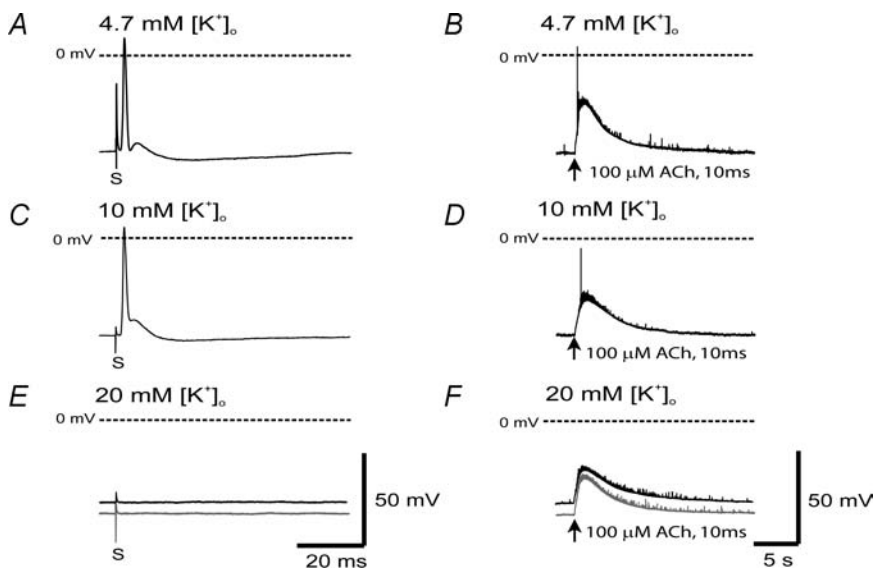 A
4.7 mM [K⁺]ₒ
0 mV
S
B
4.7 mM [K⁺]ₒ
0 mV
100 µM ACh, 10ms
C
10 mM [K⁺]ₒ
0 mV
S
D
10 mM [K⁺]ₒ
0 mV
100 µM ACh, 10ms
E
20 mM [K⁺]ₒ
0 mV
S
50 mV
20 ms
F
20 mM [K⁺]ₒ
0 mV
100 µM ACh, 10ms
50 mV
5 s